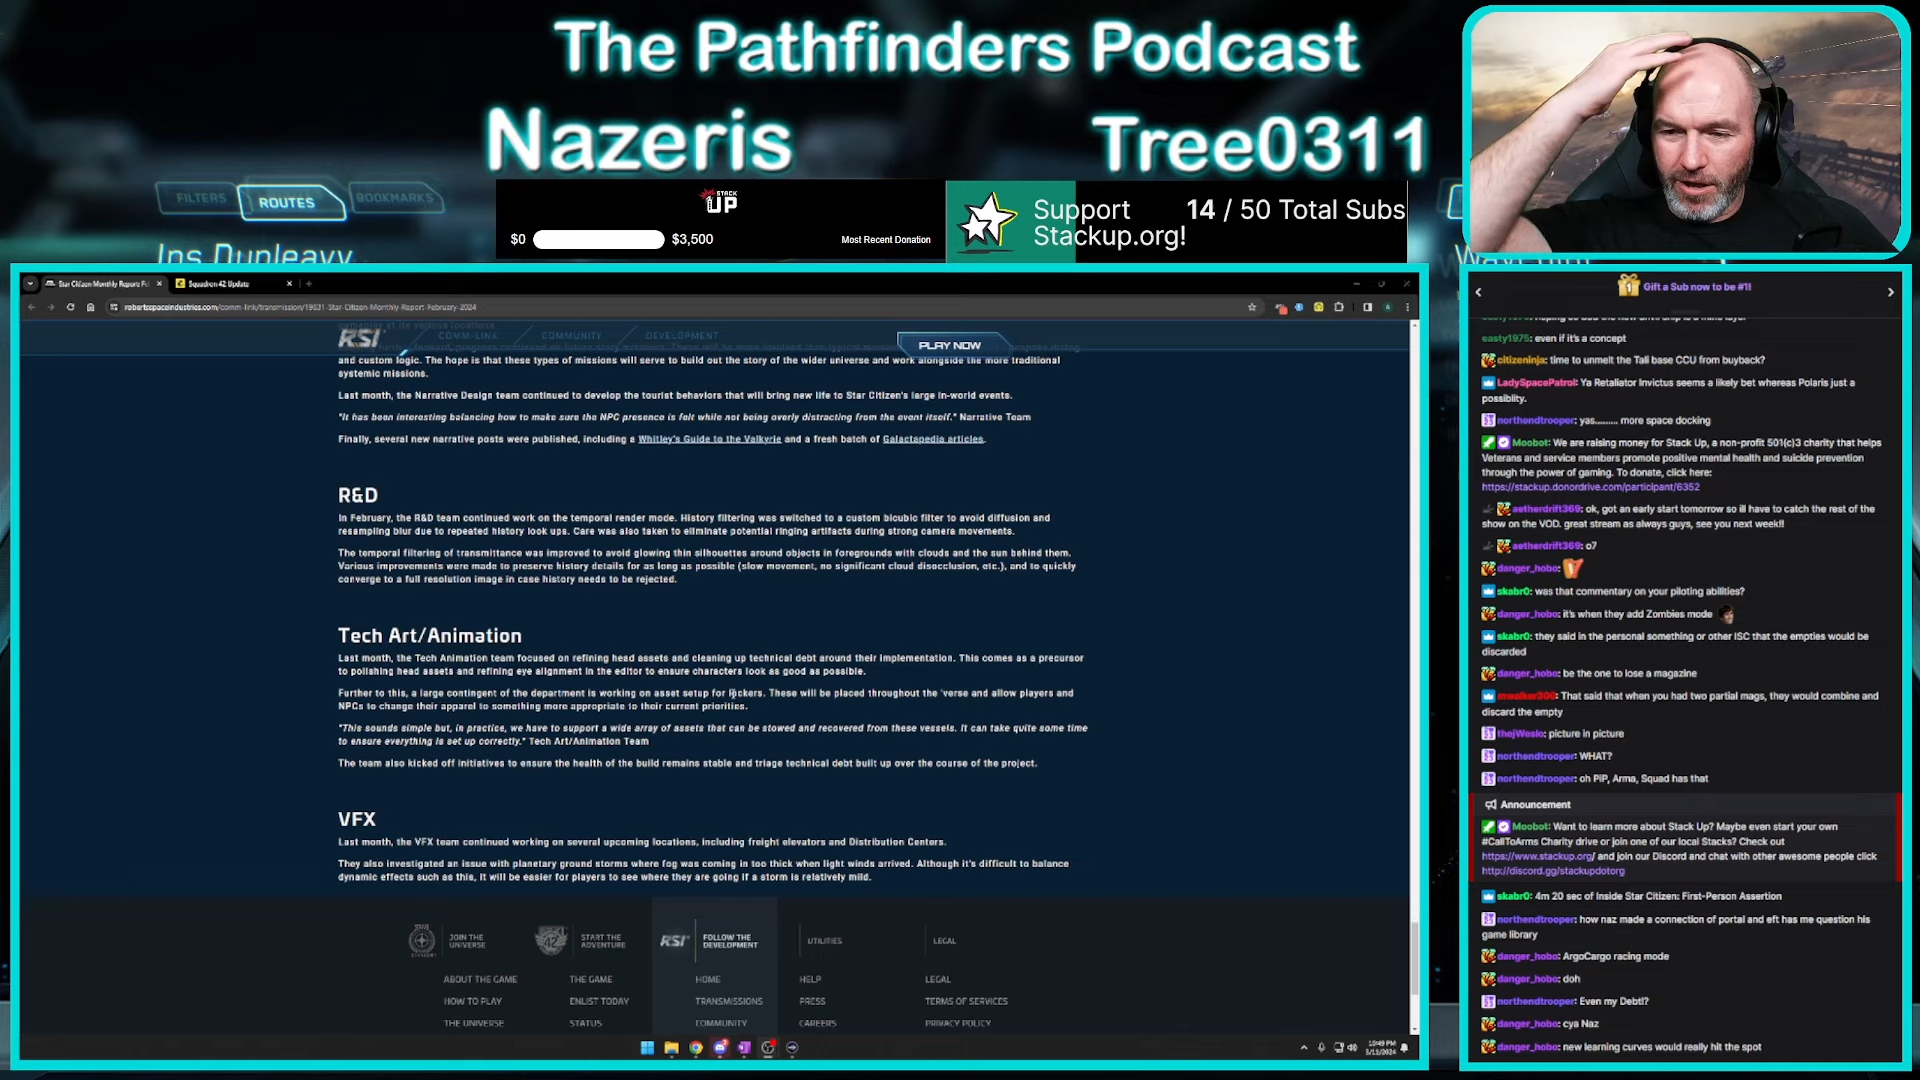 The Pathfinders Podcast
Nazeris
Tree0311
FILTERS
ROUTES
BOOKMARKS
STACK
UP
$0
$3,500
Most Recent Donation
Support
Stackup.org!
14 / 50 Total Subs
Ins Dunleavy
Squadron 42 Update
robertsspaceindustries.com/comm-link/transmission/19831-Star-Citizen-Monthly-Report-February-2024
RSI
COMM-LINK
COMMUNITY
DEVELOPMENT
PLAY NOW
and custom logic. The hope is that these types of missions will serve to build out the story of the wider universe and work alongside the more traditional
systemic missions.
Last month, the Narrative Design team continued to develop the tourist behaviors that will bring new life to Star Citizen's large in-world events.
"It has been interesting balancing how to make sure the NPC presence is felt while not being overly distracting from the event itself." Narrative Team
Finally, several new narrative posts were published, including a Whitley's Guide to the Valkyrie and a fresh batch of Galactapedia articles.
R&D
In February, the R&D team continued work on the temporal render mode. History filtering was switched to a custom bicubic filter to avoid diffusion and
resampling blur due to repeated history look ups. Care was also taken to eliminate potential ringing artifacts during strong camera movements.
The temporal filtering of transmittance was improved to avoid glowing thin silhouettes around objects in foregrounds with clouds and the sun behind them.
Various improvements were made to preserve history details for as long as possible (slow movement, no significant cloud disocclusion, etc.), and to quickly
converge to a full resolution image in case history needs to be rejected.
Tech Art/Animation
Last month, the Tech Animation team focused on refining head assets and cleaning up technical debt around their implementation. This comes as a precursor
to polishing head assets and refining eye alignment in the editor to ensure characters look as good as possible.
Further to this, a large contingent of the department is working on asset setup for lockers. These will be placed throughout the 'verse and allow players and
NPCs to change their apparel to something more appropriate to their current priorities.
"This sounds simple but, in practice, we have to support a wide array of assets that can be stowed and recovered from these vessels. It can take quite some time
to ensure everything is set up correctly." Tech Art/Animation Team
The team also kicked off initiatives to ensure the health of the build remains stable and triage technical debt built up over the course of the project.
VFX
Last month, the VFX team continued working on several upcoming locations, including freight elevators and Distribution Centers.
They also investigated an issue with planetary ground storms where fog was coming in too thick when light winds arrived. Although it's difficult to balance
dynamic effects such as this, it will be easier for players to see where they are going if a storm is relatively mild.
JOIN THE
UNIVERSE
START THE
ADVENTURE
RSI
FOLLOW THE
DEVELOPMENT
UTILITIES
LEGAL
ABOUT THE GAME
THE GAME
HOME
HELP
LEGAL
HOW TO PLAY
ENLIST TODAY
TRANSMISSIONS
PRESS
TERMS OF SERVICES
THE UNIVERSE
STATUS
COMMUNITY
CAREERS
PRIVACY POLICY
10:49 PM
3/13/2024
1
Gift a Sub now to be #1!
easty1975: even if it's a concept
citizeninja: time to unmelt the Tali base CCU from buyback?
LadySpacePatrol: Ya Retaliator Invictus seems a likely bet whereas Polaris just a
possiblity.
northendtrooper: yas......... more space docking
Moobot: We are raising money for Stack Up, a non-profit 501(c)3 charity that helps
Veterans and service members promote positive mental health and suicide prevention
through the power of gaming. To donate, click here:
https://stackup.donordrive.com/participant/6352
aetherdrift369: ok, got an early start tomorrow so ill have to catch the rest of the
show on the VOD. great stream as always guys, see you next week!!
aetherdrift369: o7
danger_hobo:
skabr0: was that commentary on your piloting abilities?
danger_hobo: it's when they add Zombies mode
skabr0: they said in the personal something or other ISC that the empties would be
discarded
danger_hobo: be the one to lose a magazine
mwalker306: That said that when you had two partial mags, they would combine and
discard the empty
thejWeslo: picture in picture
northendtrooper: WHAT?
northendtrooper: oh PiP, Arma, Squad has that
Announcement
Moobot: Want to learn more about Stack Up? Maybe even start your own
#CallToArms Charity drive or join one of our local Stacks? Check out
https://www.stackup.org/ and join our Discord and chat with other awesome people click
http://discord.gg/stackupdotorg
skabr0: 4m 20 sec of Inside Star Citizen: First-Person Assertion
northendtrooper: how naz made a connection of portal and eft has me question his
game library
danger_hobo: ArgoCargo racing mode
danger_hobo: doh
northendtrooper: Even my Debt!?
danger_hobo: cya Naz
danger_hobo: new learning curves would really hit the spot